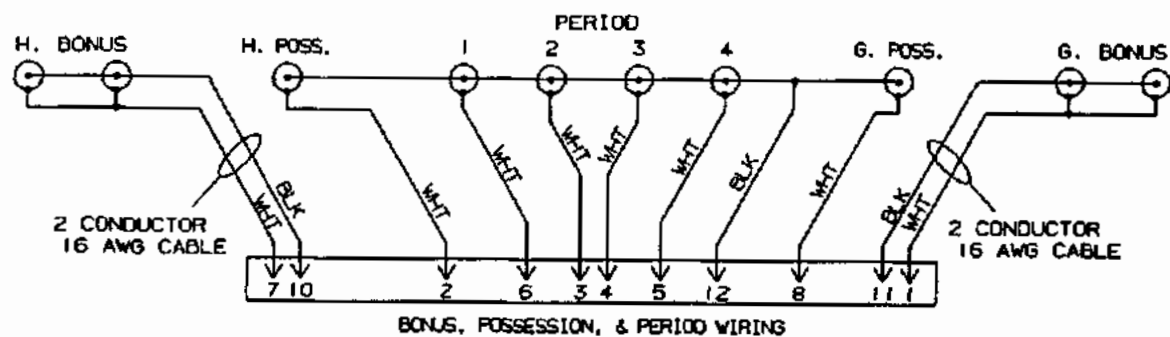 PERIOD
H. BONUS H. POSS. 1 2 3 4 G. POSS. G. BONUS
WHT BLK WHT WHT WHT WHT WHT BLK WHT BLK WHT
2 CONDUCTOR
16 AWG CABLE
2 CONDUCTOR
16 AWG CABLE
7 10 2 6 3 4 5 12 8 11 1
BONUS, POSSESSION, & PERIOD WIRING